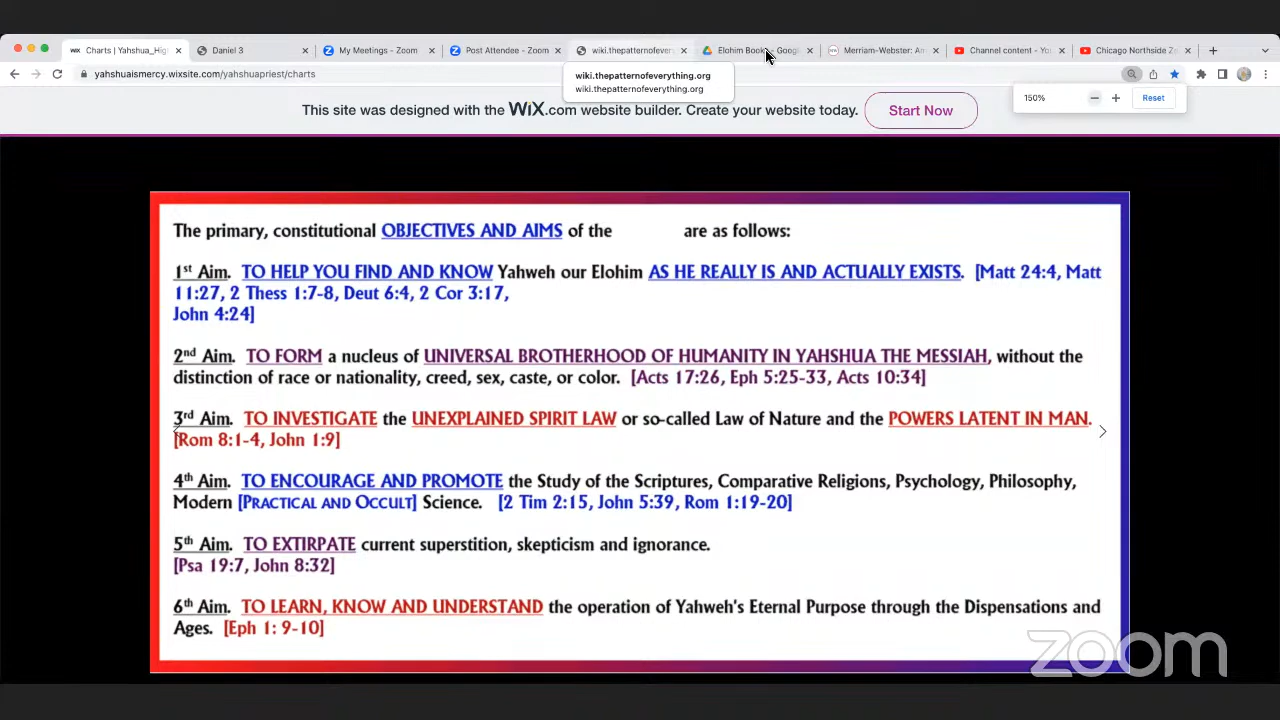 Charts | Yahshua_Hig
Daniel 3
My Meetings - Zoom
Post Attendee - Zoom
wiki.thepatternofevery
Elohim Book - Goog
Merriam-Webster: Am
Channel content - Yo
Chicago Northside Z
yahshuaismercy.wixsite.com/yahshuapriest/charts
wiki.thepatternofeverything.org
wiki.thepatternofeverything.org
150%
Reset
This site was designed with the WiX.com website builder. Create your website today.
Start Now
The primary, constitutional OBJECTIVES AND AIMS of the are as follows:
1st Aim. TO HELP YOU FIND AND KNOW Yahweh our Elohim AS HE REALLY IS AND ACTUALLY EXISTS. [Matt 24:4, Matt
11:27, 2 Thess 1:7-8, Deut 6:4, 2 Cor 3:17,
John 4:24]
2nd Aim. TO FORM a nucleus of UNIVERSAL BROTHERHOOD OF HUMANITY IN YAHSHUA THE MESSIAH, without the
distinction of race or nationality, creed, sex, caste, or color. [Acts 17:26, Eph 5:25-33, Acts 10:34]
3rd Aim. TO INVESTIGATE the UNEXPLAINED SPIRIT LAW or so-called Law of Nature and the POWERS LATENT IN MAN.
[Rom 8:1-4, John 1:9]
4th Aim. TO ENCOURAGE AND PROMOTE the Study of the Scriptures, Comparative Religions, Psychology, Philosophy,
Modern [PRACTICAL AND OCCULT] Science. [2 Tim 2:15, John 5:39, Rom 1:19-20]
5th Aim. TO EXTIRPATE current superstition, skepticism and ignorance.
[Psa 19:7, John 8:32]
6th Aim. TO LEARN, KNOW AND UNDERSTAND the operation of Yahweh's Eternal Purpose through the Dispensations and
Ages. [Eph 1: 9-10]
zoom